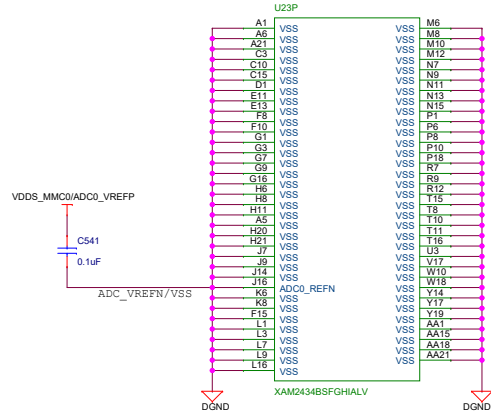 U23P
A1 VSS VSS M6
A6 VSS VSS M8
A21 VSS VSS M10
C3 VSS VSS M12
C10 VSS VSS N7
C15 VSS VSS N9
D1 VSS VSS N11
E11 VSS VSS N13
E13 VSS VSS N15
F8 VSS VSS P1
F10 VSS VSS P6
G1 VSS VSS P8
G3 VSS VSS P10
G7 VSS VSS P18
G9 VSS VSS R7
G16 VSS VSS R9
H6 VSS VSS R12
H8 VSS VSS T15
H11 VSS VSS T8
A5 VSS VSS T10
H20 VSS VSS T11
H21 VSS VSS T16
J7 VSS VSS U3
J9 VSS VSS V17
J14 VSS VSS W10
J16 ADC0_REFN VSS W18
K6 VSS VSS Y14
K8 VSS VSS Y17
F15 VSS VSS Y19
L1 VSS VSS AA1
L3 VSS VSS AA15
L7 VSS VSS AA18
L9 VSS VSS AA21
L16 VSS
VDDS_MMC0/ADC0_VREFP
C541
0.1uF
ADC_VREFN/VSS
XAM2434BSFGHIALV
DGND
DGND